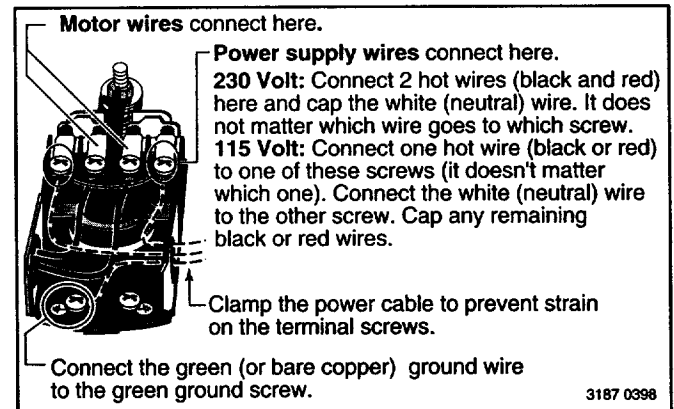 Motor wires connect here.
Power supply wires connect here.
230 Volt: Connect 2 hot wires (black and red)
here and cap the white (neutral) wire. It does
not matter which wire goes to which screw.
115 Volt: Connect one hot wire (black or red)
to one of these screws (it doesn't matter
which one). Connect the white (neutral) wire
to the other screw. Cap any remaining
black or red wires.
Clamp the power cable to prevent strain
on the terminal screws.
Connect the green (or bare copper) ground wire
to the green ground screw.
3187 0398